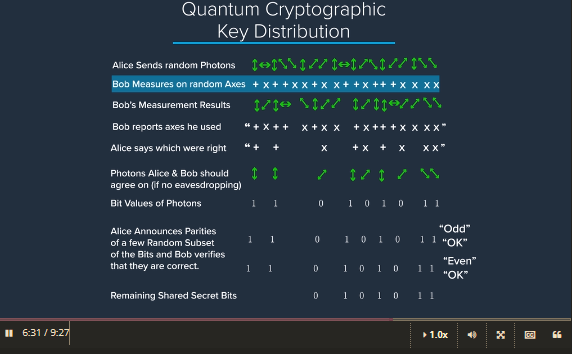 Quantum Cryptographic
Key Distribution
Alice Sends random Photons ↕↔↕⤡⤡↕⤢⤢↕↔↕⤢⤡↕⤢⤢↕⤡⤡
Bob Measures on random Axes + x + + x x + x x + + x + + + x x x x
Bob's Measurement Results ↕⤢↕↔ ⤡↕⤢⤢ ↕⤢↕↕↔⤢⤢⤡⤡
Bob reports axes he used “ + x + + x + x x + x + + + x x x x ”
Alice says which were right “ + + x + x + x x x ”
Photons Alice & Bob should ↕ ↕ ⤢ ↕ ⤢ ↕ ⤢ ⤡⤡
agree on (if no eavesdropping)
Bit Values of Photons 1 1 0 1 0 1 0 1 1
Alice Announces Parities
of a few Random Subset
of the Bits and Bob verifies
that they are correct.
1 1 0 1 0 1 0 1 1 “Odd”
“OK”
1 1 0 1 0 1 0 1 1 “Even”
“OK”
Remaining Shared Secret Bits 0 1 0 1 0 1 1
6:31 / 9:27 1.0x